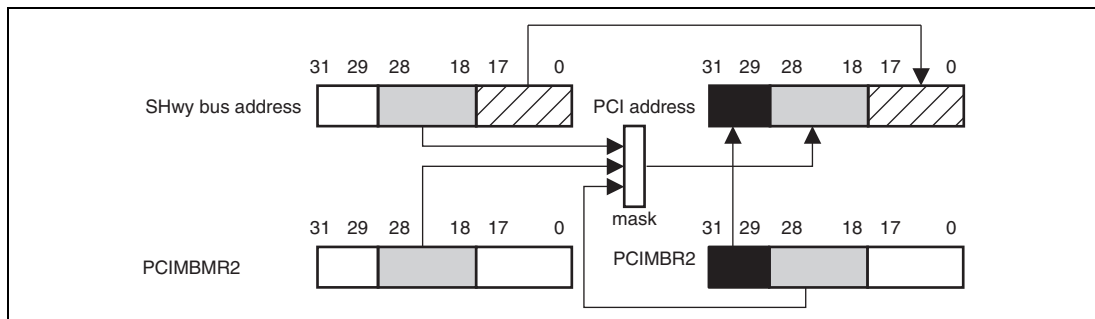 31 29 28 18 17 0
SHwy bus address
31 29 28 18 17 0
PCI address
mask
31 29 28 18 17 0
PCIMBMR2
31 29 28 18 17 0
PCIMBR2